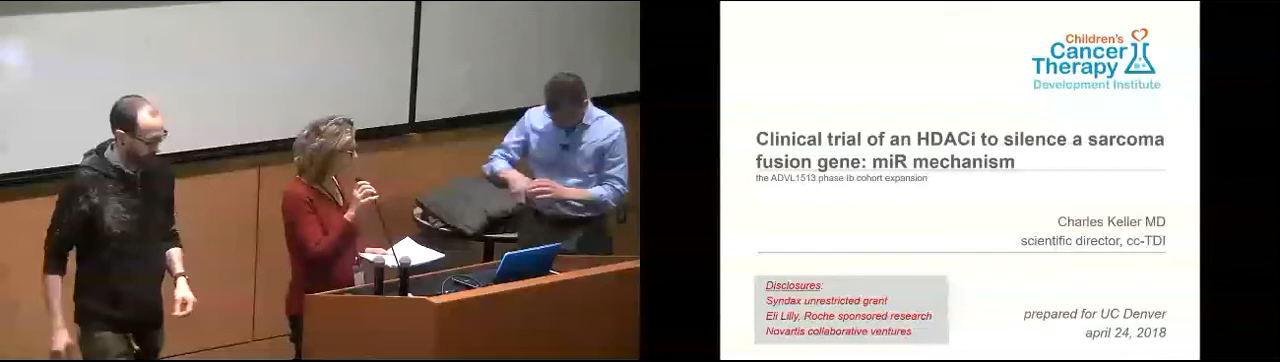 Children's
Cancer
Therapy
Development Institute
Clinical trial of an HDACi to silence a sarcoma
fusion gene: miR mechanism
the ADVL1513 phase Ib cohort expansion
Charles Keller MD
scientific director, cc-TDI
Disclosures:
Syndax unrestricted grant
Eli Lilly, Roche sponsored research
Novartis collaborative ventures
prepared for UC Denver
april 24, 2018